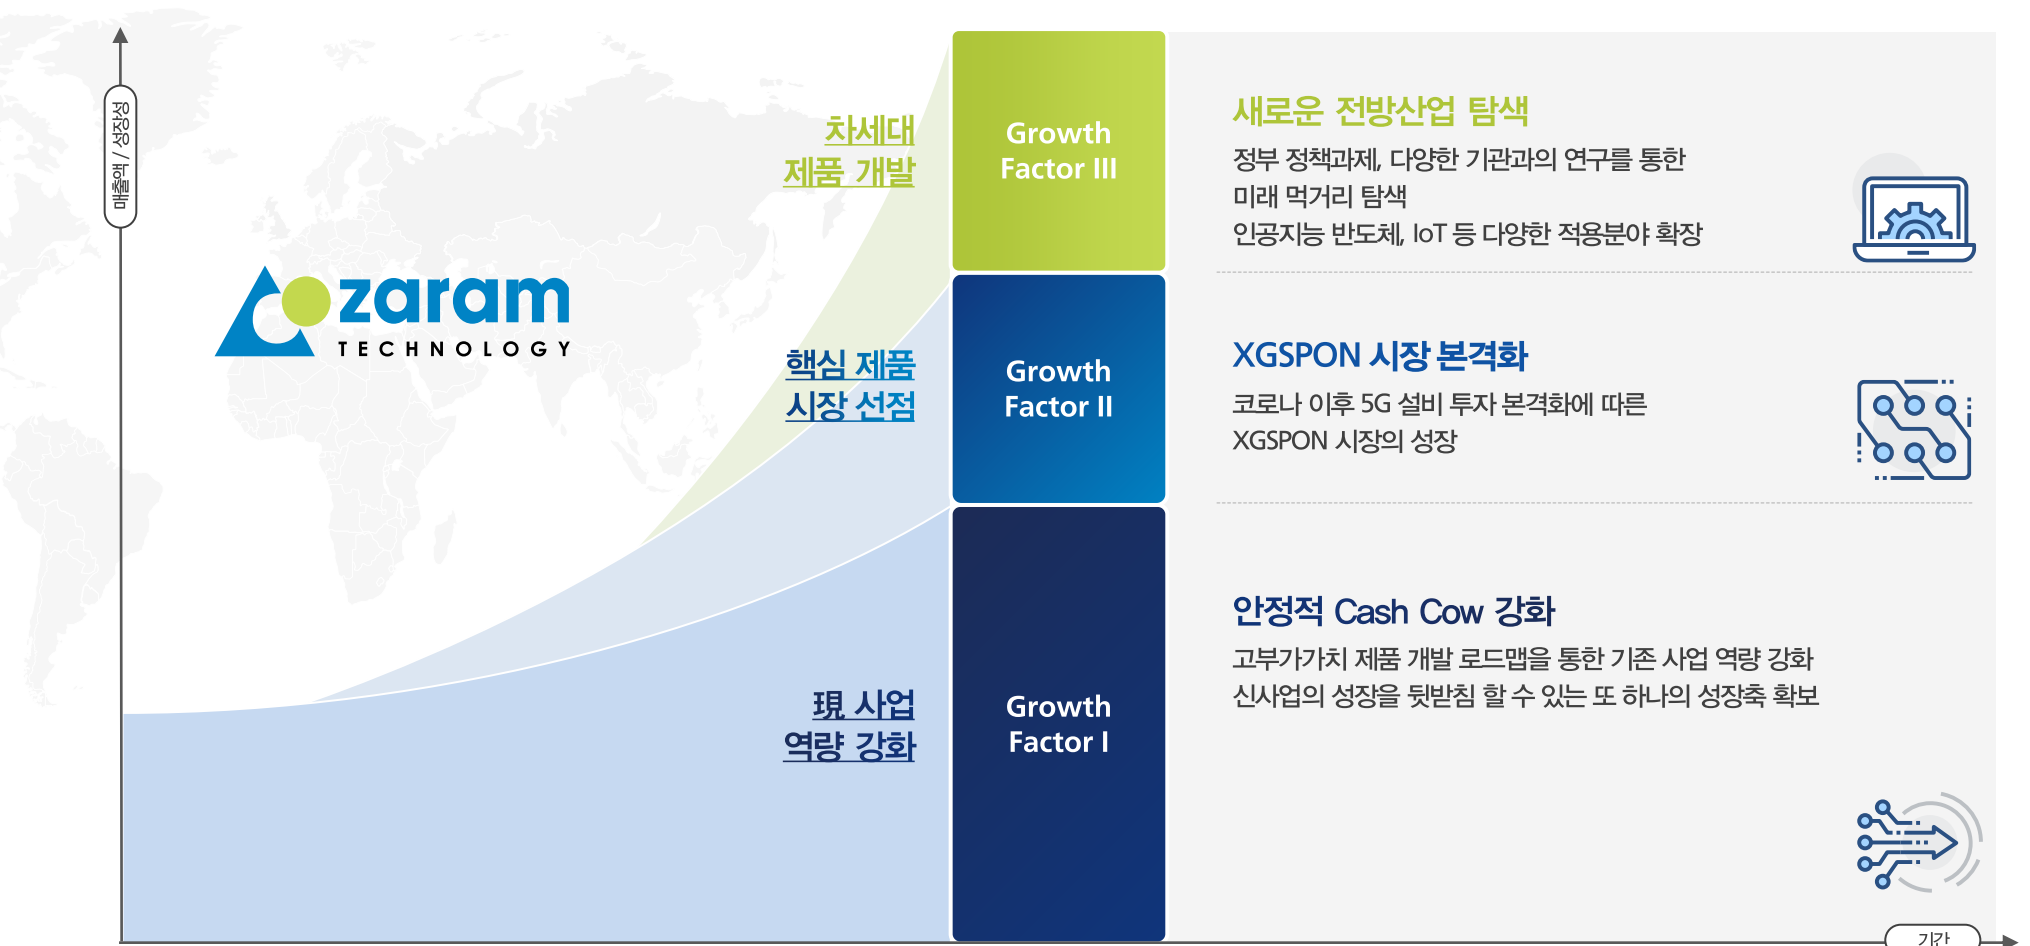 매출액 / 성장성
zaram
TECHNOLOGY
차세대
제품 개발
Growth
Factor III
새로운 전방산업 탐색
정부 정책과제, 다양한 기관과의 연구를 통한
미래 먹거리 탐색
인공지능 반도체, IoT 등 다양한 적용분야 확장
핵심 제품
시장 선점
Growth
Factor II
XGSPON 시장 본격화
코로나 이후 5G 설비 투자 본격화에 따른
XGSPON 시장의 성장
現 사업
역량 강화
Growth
Factor I
안정적 Cash Cow 강화
고부가가치 제품 개발 로드맵을 통한 기존 사업 역량 강화
신사업의 성장을 뒷받침 할 수 있는 또 하나의 성장축 확보
기간